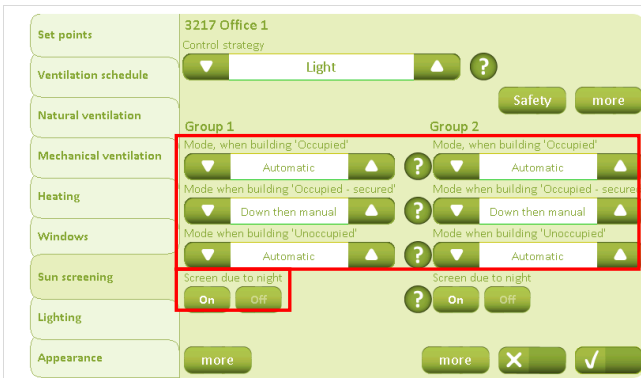 Set points
Ventilation schedule
Natural ventilation
Mechanical ventilation
Heating
Windows
Sun screening
Lighting
Appearance
3217 Office 1
Control strategy
Light
?
Safety more
Group 1 Group 2
Mode, when building 'Occupied' Mode, when building 'Occupied'
Automatic ? Automatic
Mode when building 'Occupied - secured' Mode when building 'Occupied - secure
Down then manual ? Down then manual
Mode when building 'Unoccupied' Mode when building 'Unoccupied'
Automatic ? Automatic
Screen due to night Screen due to night
On Off ? On Off
more more